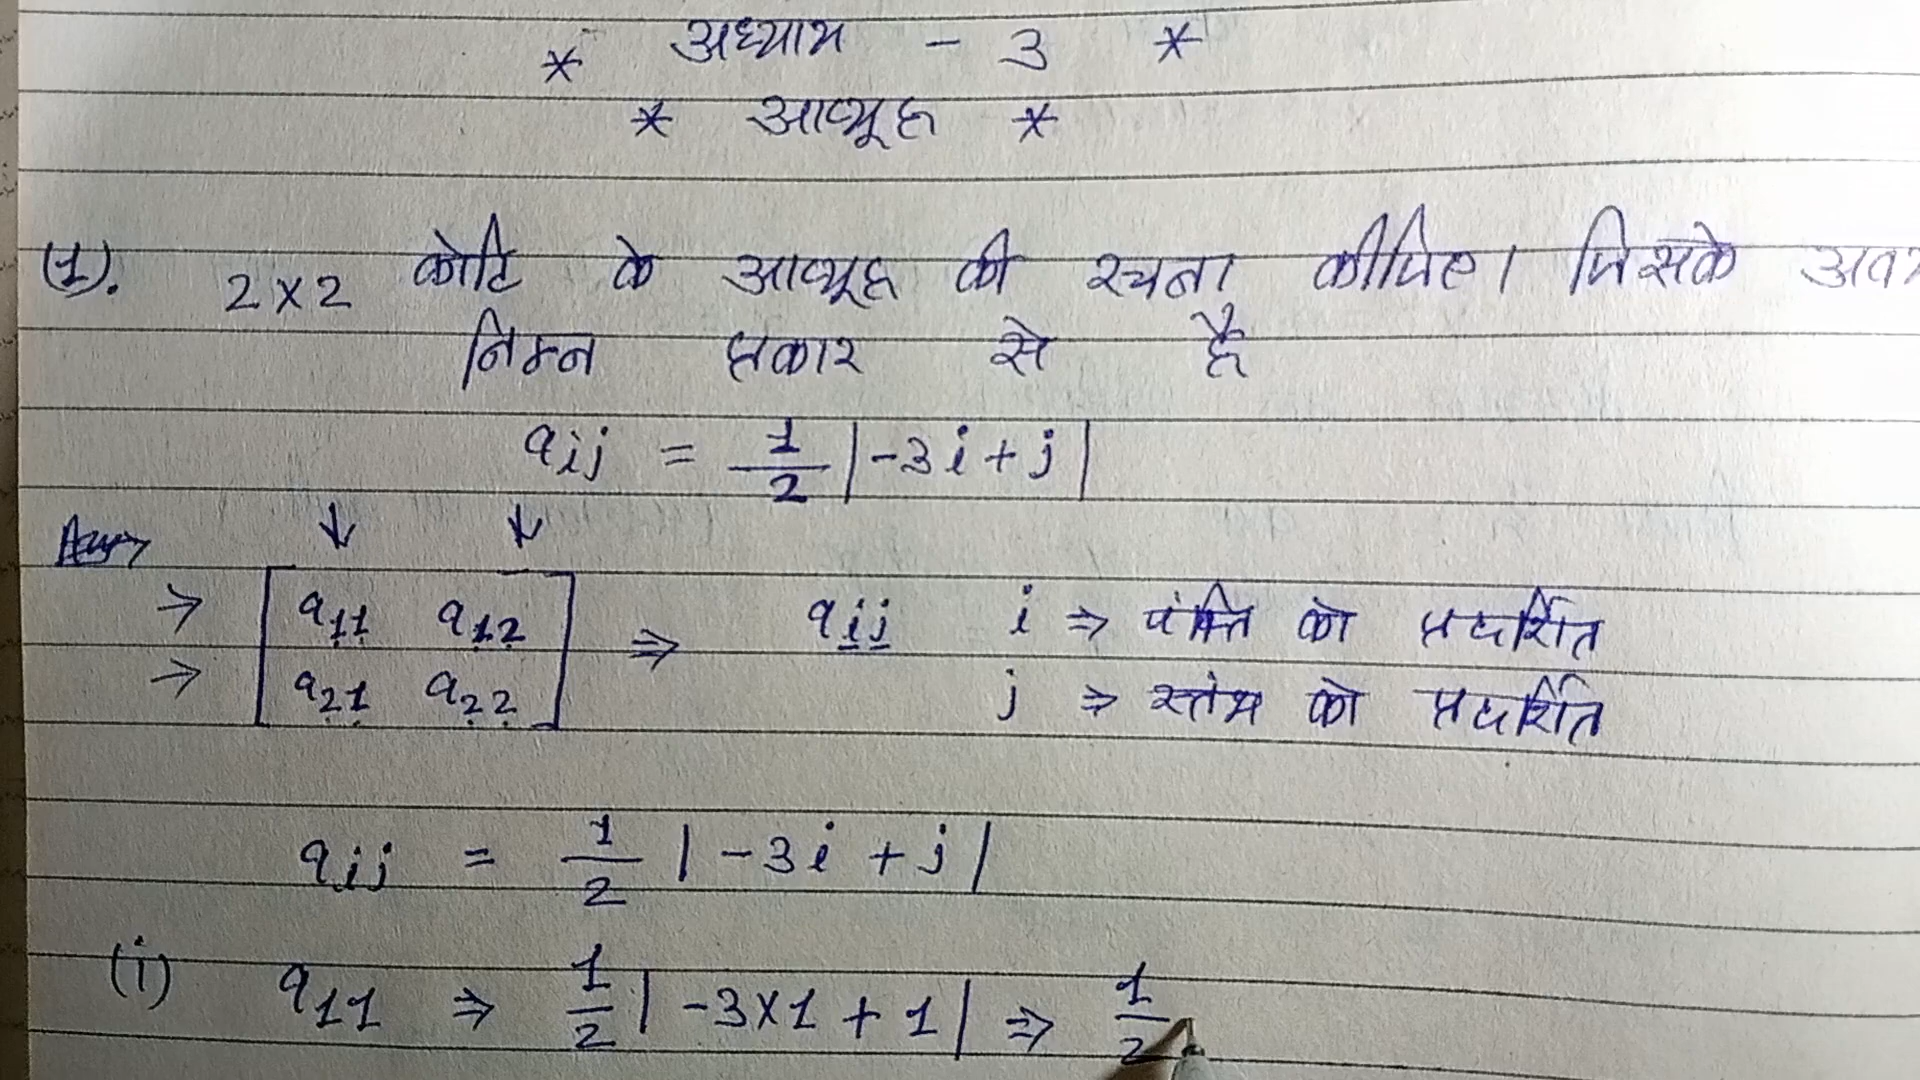 * अध्याय - 3 *
* आव्यूह *
(1). 2×2 कोटि के आव्यूह की रचना कीजिए। जिसके अवय
निम्न प्रकार से है
aij = 1/2 |-3i + j|
Ans→ ↓ ↓
→ [ a11 a12 ] ⇒ aij i ⇒ पंक्ति को प्रदर्शित
→ [ a21 a22 ] j ⇒ स्तंभ को प्रदर्शित
aij = 1/2 | -3i + j |
(i) a11 ⇒ 1/2 | -3×1 + 1 | ⇒ 1/2